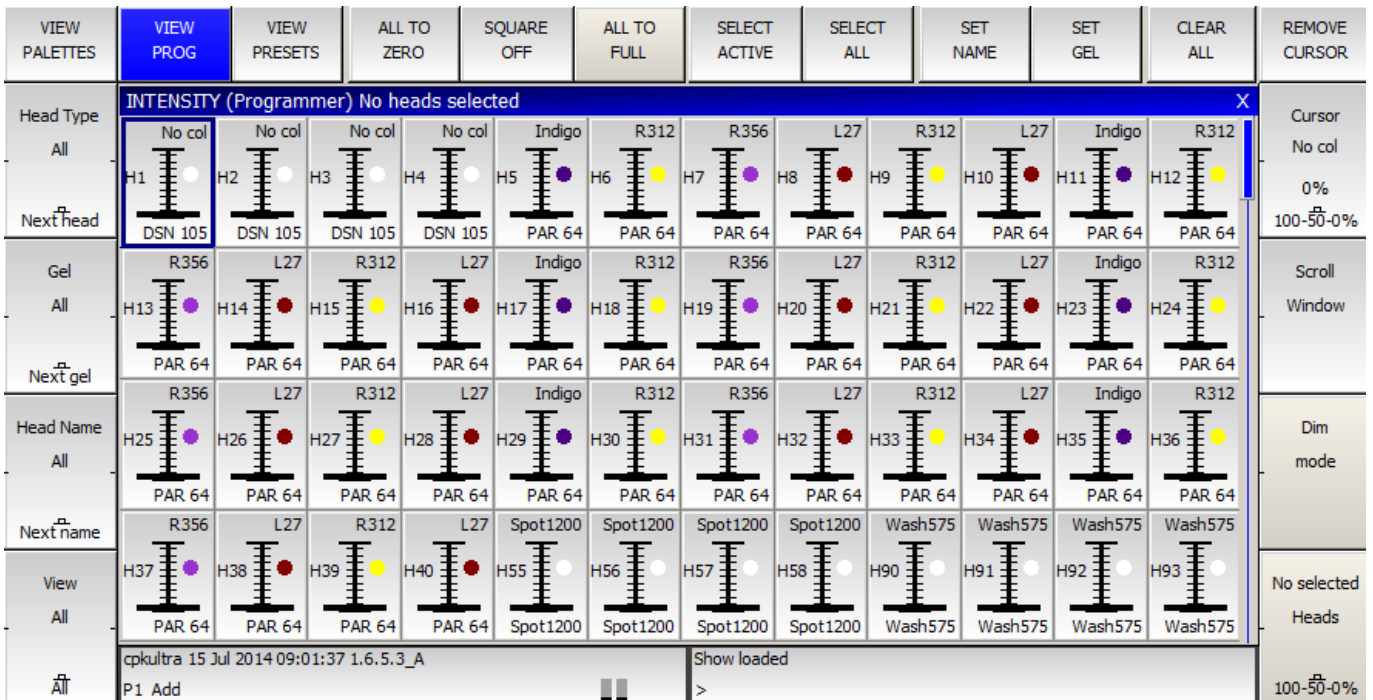 VIEW PALETTES
VIEW PROG
VIEW PRESETS
ALL TO ZERO
SQUARE OFF
ALL TO FULL
SELECT ACTIVE
SELECT ALL
SET NAME
SET GEL
CLEAR ALL
REMOVE CURSOR
Head Type
All
Next head
Gel
All
Next gel
Head Name
All
Next name
View
All
All
INTENSITY (Programmer) No heads selected X
No col No col No col No col Indigo R312 R356 L27 R312 L27 Indigo R312
H1 H2 H3 H4 H5 H6 H7 H8 H9 H10 H11 H12
DSN 105 DSN 105 DSN 105 DSN 105 PAR 64 PAR 64 PAR 64 PAR 64 PAR 64 PAR 64 PAR 64 PAR 64
R356 L27 R312 L27 Indigo R312 R356 L27 R312 L27 Indigo R312
H13 H14 H15 H16 H17 H18 H19 H20 H21 H22 H23 H24
PAR 64 PAR 64 PAR 64 PAR 64 PAR 64 PAR 64 PAR 64 PAR 64 PAR 64 PAR 64 PAR 64 PAR 64
R356 L27 R312 L27 Indigo R312 R356 L27 R312 L27 Indigo R312
H25 H26 H27 H28 H29 H30 H31 H32 H33 H34 H35 H36
PAR 64 PAR 64 PAR 64 PAR 64 PAR 64 PAR 64 PAR 64 PAR 64 PAR 64 PAR 64 PAR 64 PAR 64
R356 L27 R312 L27 Spot1200 Spot1200 Spot1200 Spot1200 Wash575 Wash575 Wash575 Wash575
H37 H38 H39 H40 H55 H56 H57 H58 H90 H91 H92 H93
PAR 64 PAR 64 PAR 64 PAR 64 Spot1200 Spot1200 Spot1200 Spot1200 Wash575 Wash575 Wash575 Wash575
cpkultra 15 Jul 2014 09:01:37 1.6.5.3_A
P1 Add
Show loaded
>
Cursor
No col
0%
100-50-0%
Scroll
Window
Dim
mode
No selected
Heads
100-50-0%